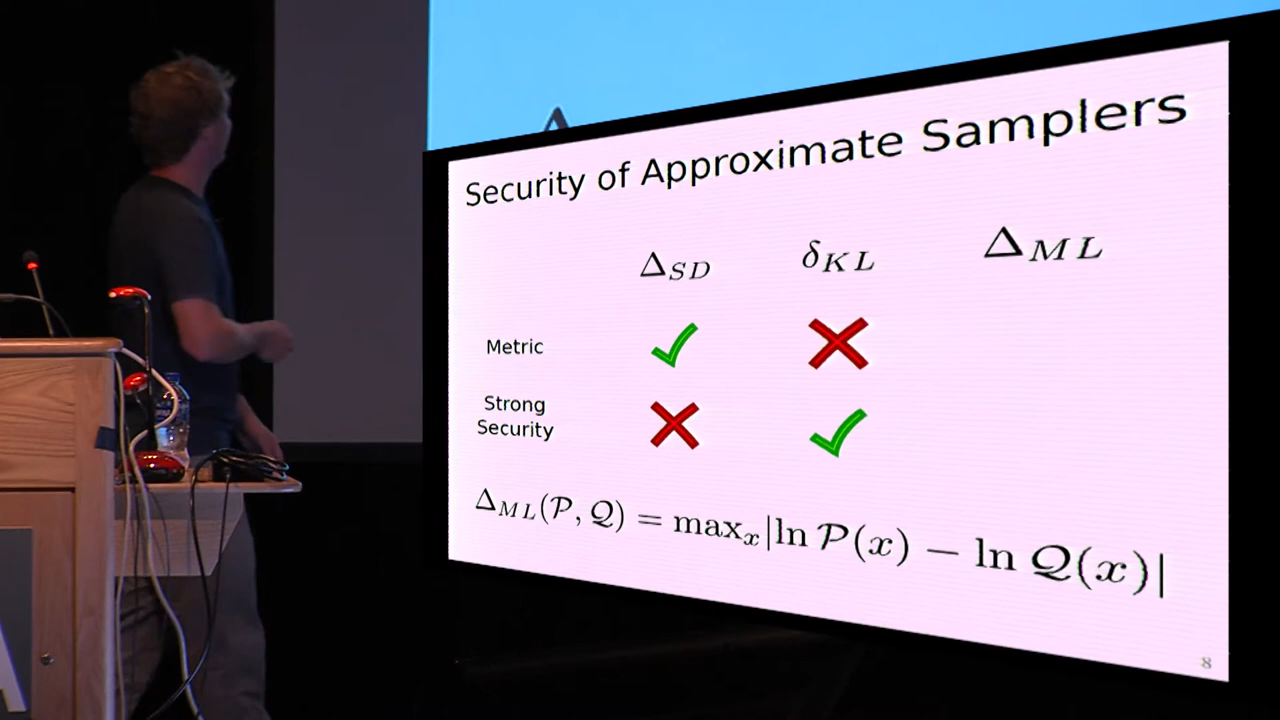 Security of Approximate Samplers
Δ_SD δ_KL Δ_ML
Metric ✓ ✗
Strong
Security ✗ ✓
Δ_ML(𝒫, 𝒬) = max_x |ln 𝒫(x) − ln 𝒬(x)|
8
A